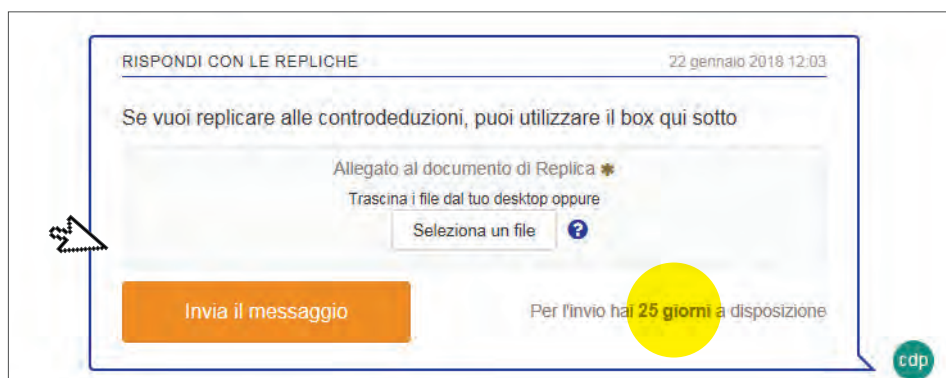 RISPONDI CON LE REPLICHE 22 gennaio 2018 12:03
Se vuoi replicare alle controdeduzioni, puoi utilizzare il box qui sotto
Allegato al documento di Replica *
Trascina i file dal tuo desktop oppure
Seleziona un file ?
Invia il messaggio Per l'invio hai 25 giorni a disposizione
cdp